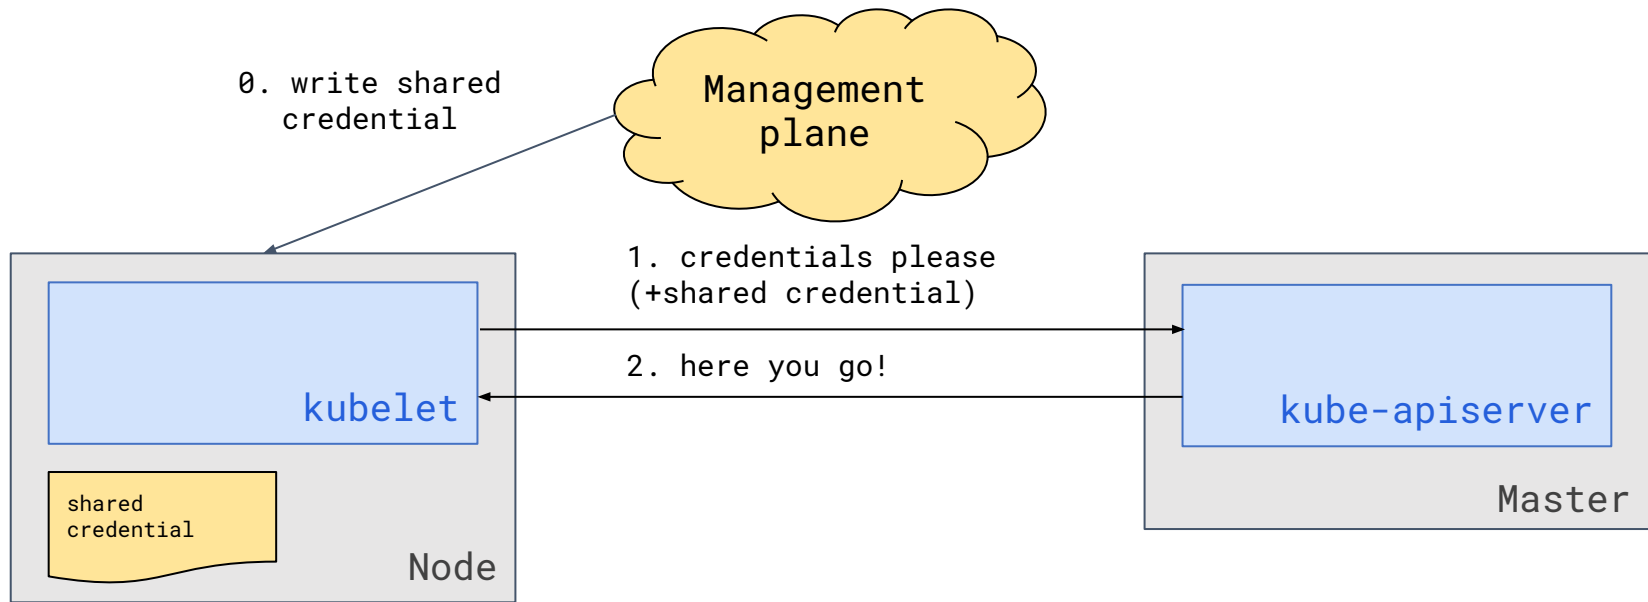 0. write shared
credential
Management
plane
1. credentials please
(+shared credential)
2. here you go!
kubelet
kube-apiserver
shared
credential
Node
Master